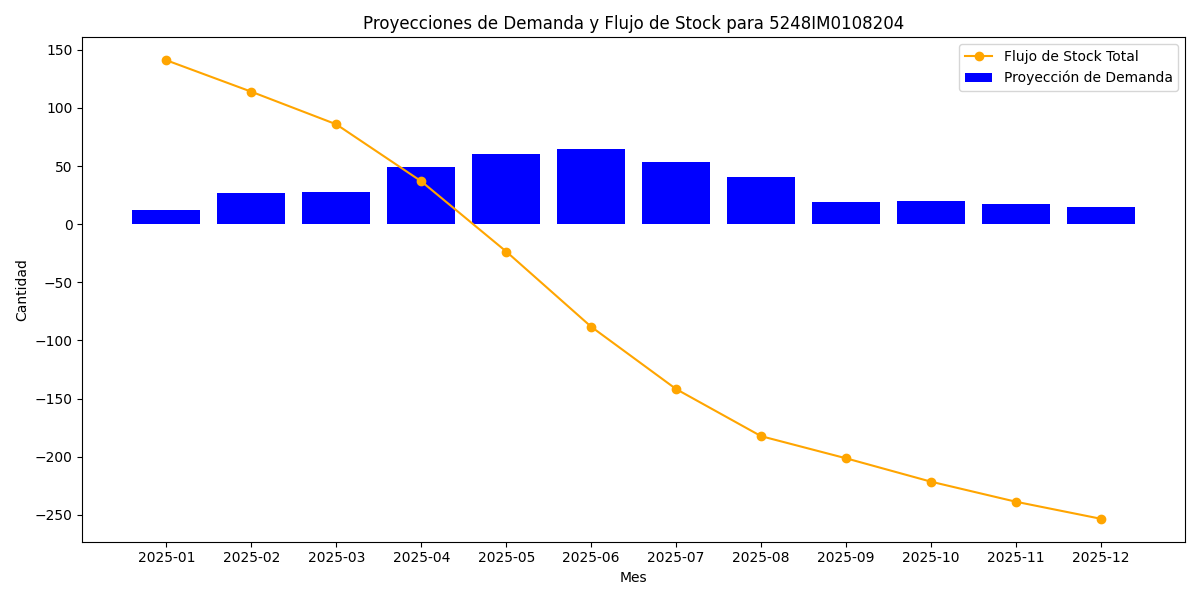 Proyecciones de Demanda y Flujo de Stock para 5248IM0108204
Flujo de Stock Total
Proyección de Demanda
Cantidad
150
100
50
0
−50
−100
−150
−200
−250
2025-01 2025-02 2025-03 2025-04 2025-05 2025-06 2025-07 2025-08 2025-09 2025-10 2025-11 2025-12
Mes